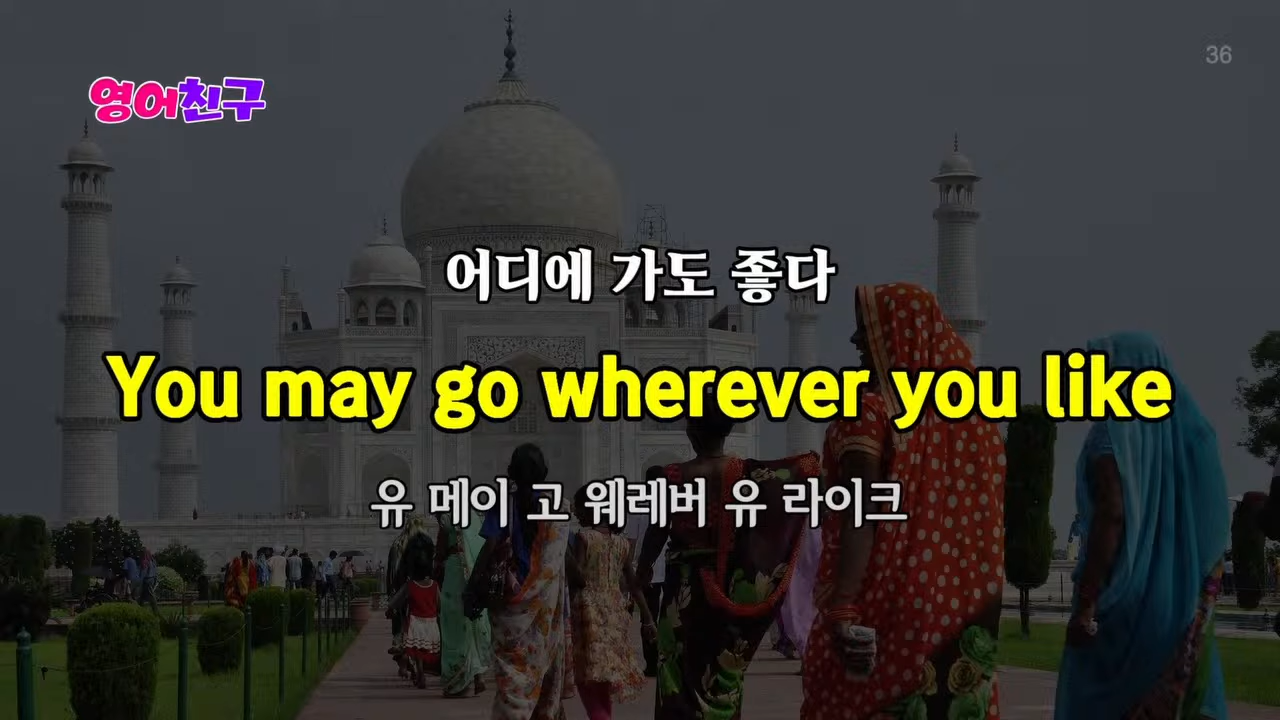 36
영어친구
어디에 가도 좋다
You may go wherever you like
유 메이 고 웨레버 유 라이크